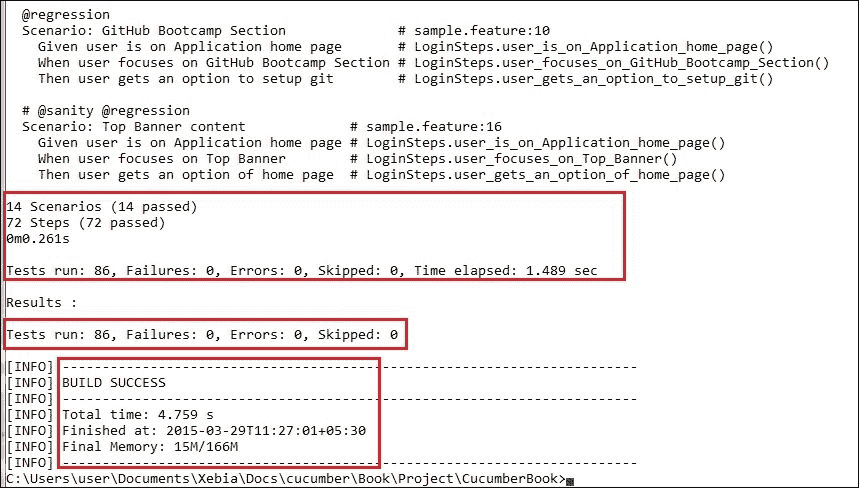 @regression
Scenario: GitHub Bootcamp Section # sample.feature:10
Given user is on Application home page # LoginSteps.user_is_on_Application_home_page()
When user focuses on GitHub Bootcamp Section # LoginSteps.user_focuses_on_GitHub_Bootcamp_Section()
Then user gets an option to setup git # LoginSteps.user_gets_an_option_to_setup_git()
# @sanity @regression
Scenario: Top Banner content # sample.feature:16
Given user is on Application home page # LoginSteps.user_is_on_Application_home_page()
When user focuses on Top Banner # LoginSteps.user_focuses_on_Top_Banner()
Then user gets an option of home page # LoginSteps.user_gets_an_option_of_home_page()
14 Scenarios (14 passed)
72 Steps (72 passed)
0m0.261s
Tests run: 86, Failures: 0, Errors: 0, Skipped: 0, Time elapsed: 1.489 sec
Results :
Tests run: 86, Failures: 0, Errors: 0, Skipped: 0
[INFO] ------------------------------------------------------------------------
[INFO] BUILD SUCCESS
[INFO] ------------------------------------------------------------------------
[INFO] Total time: 4.759 s
[INFO] Finished at: 2015-03-29T11:27:01+05:30
[INFO] Final Memory: 15M/166M
[INFO] ------------------------------------------------------------------------
C:\Users\user\Documents\Xebia\Docs\cucumber\Book\Project\CucumberBook>